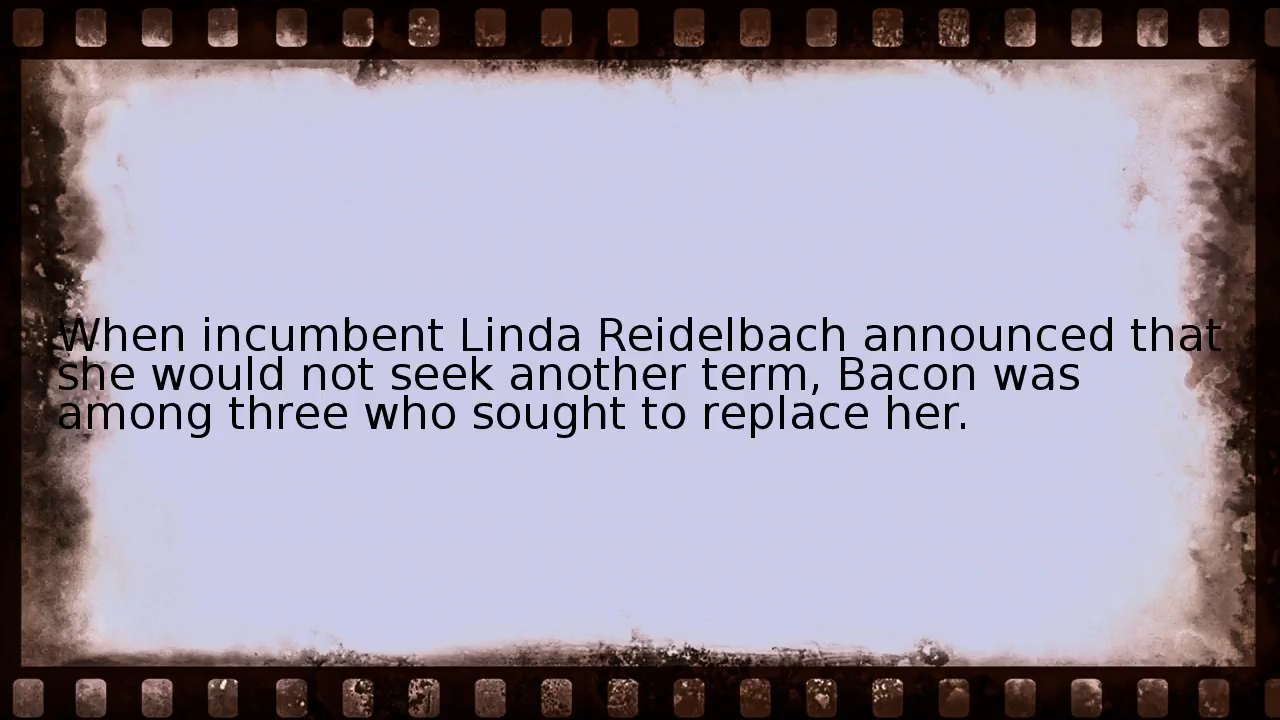 When incumbent Linda Reidelbach announced that
she would not seek another term, Bacon was
among three who sought to replace her.